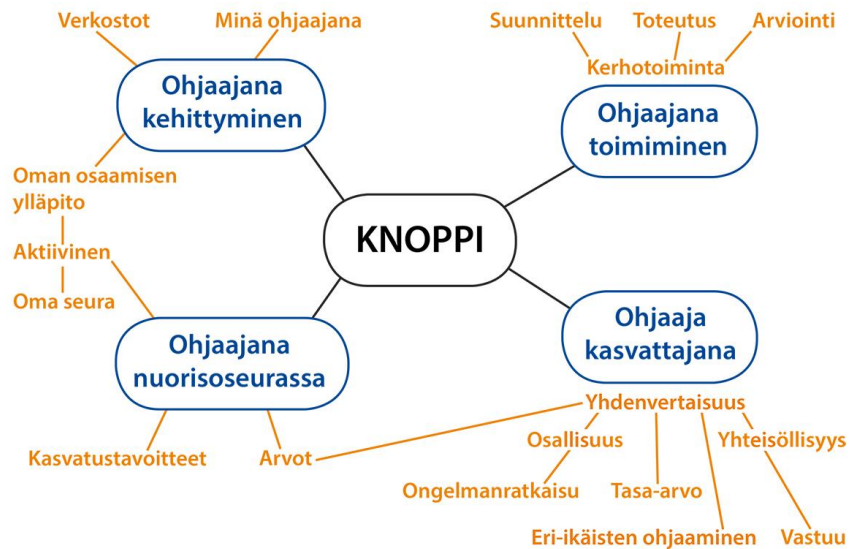 Verkostot
Minä ohjaajana
Ohjaajana
kehittyminen
Oman osaamisen
ylläpito
Aktiivinen
Oma seura
Suunnittelu
Toteutus
Arviointi
Kerhotoiminta
Ohjaajana
toimiminen
KNOPPI
Ohjaajana
nuorisoseurassa
Kasvatustavoitteet
Arvot
Ohjaaja
kasvattajana
Yhdenvertaisuus
Osallisuus
Yhteisöllisyys
Ongelmanratkaisu
Tasa-arvo
Eri-ikäisten ohjaaminen
Vastuu